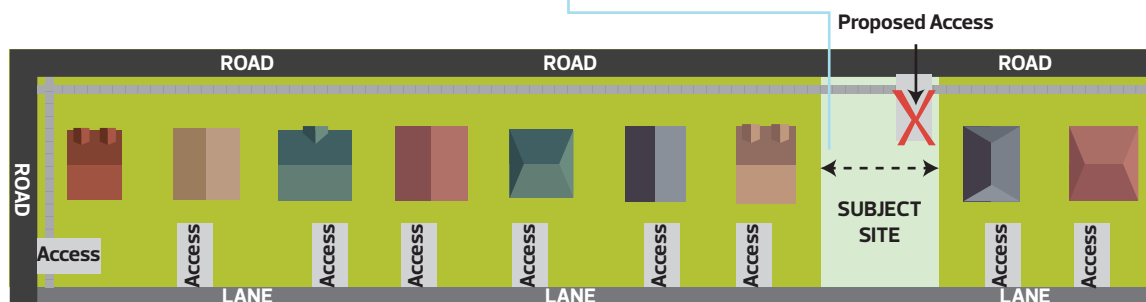 Proposed Access
ROAD
ROAD
ROAD
ROAD
SUBJECT
SITE
Access
Access
Access
Access
Access
Access
Access
Access
Access
LANE
LANE
LANE